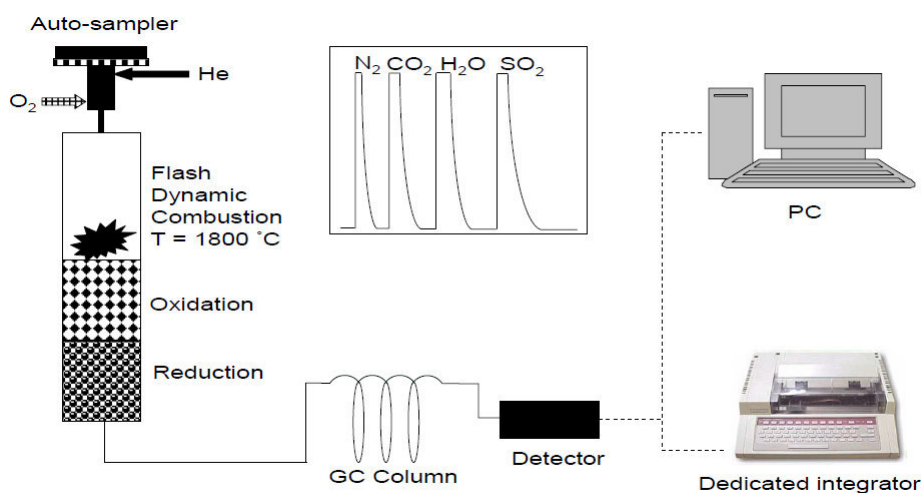 Auto-sampler
He
O₂
N₂ CO₂ H₂O SO₂
Flash
Dynamic
Combustion
T = 1800 ˚C
Oxidation
Reduction
GC Column
Detector
PC
Dedicated integrator